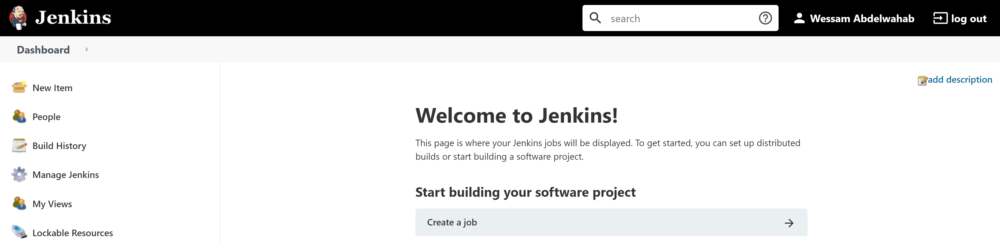 Jenkins
search
Wessam Abdelwahab
log out
Dashboard
New Item
People
Build History
Manage Jenkins
My Views
Lockable Resources
add description
Welcome to Jenkins!
This page is where your Jenkins jobs will be displayed. To get started, you can set up distributed
builds or start building a software project.
Start building your software project
Create a job